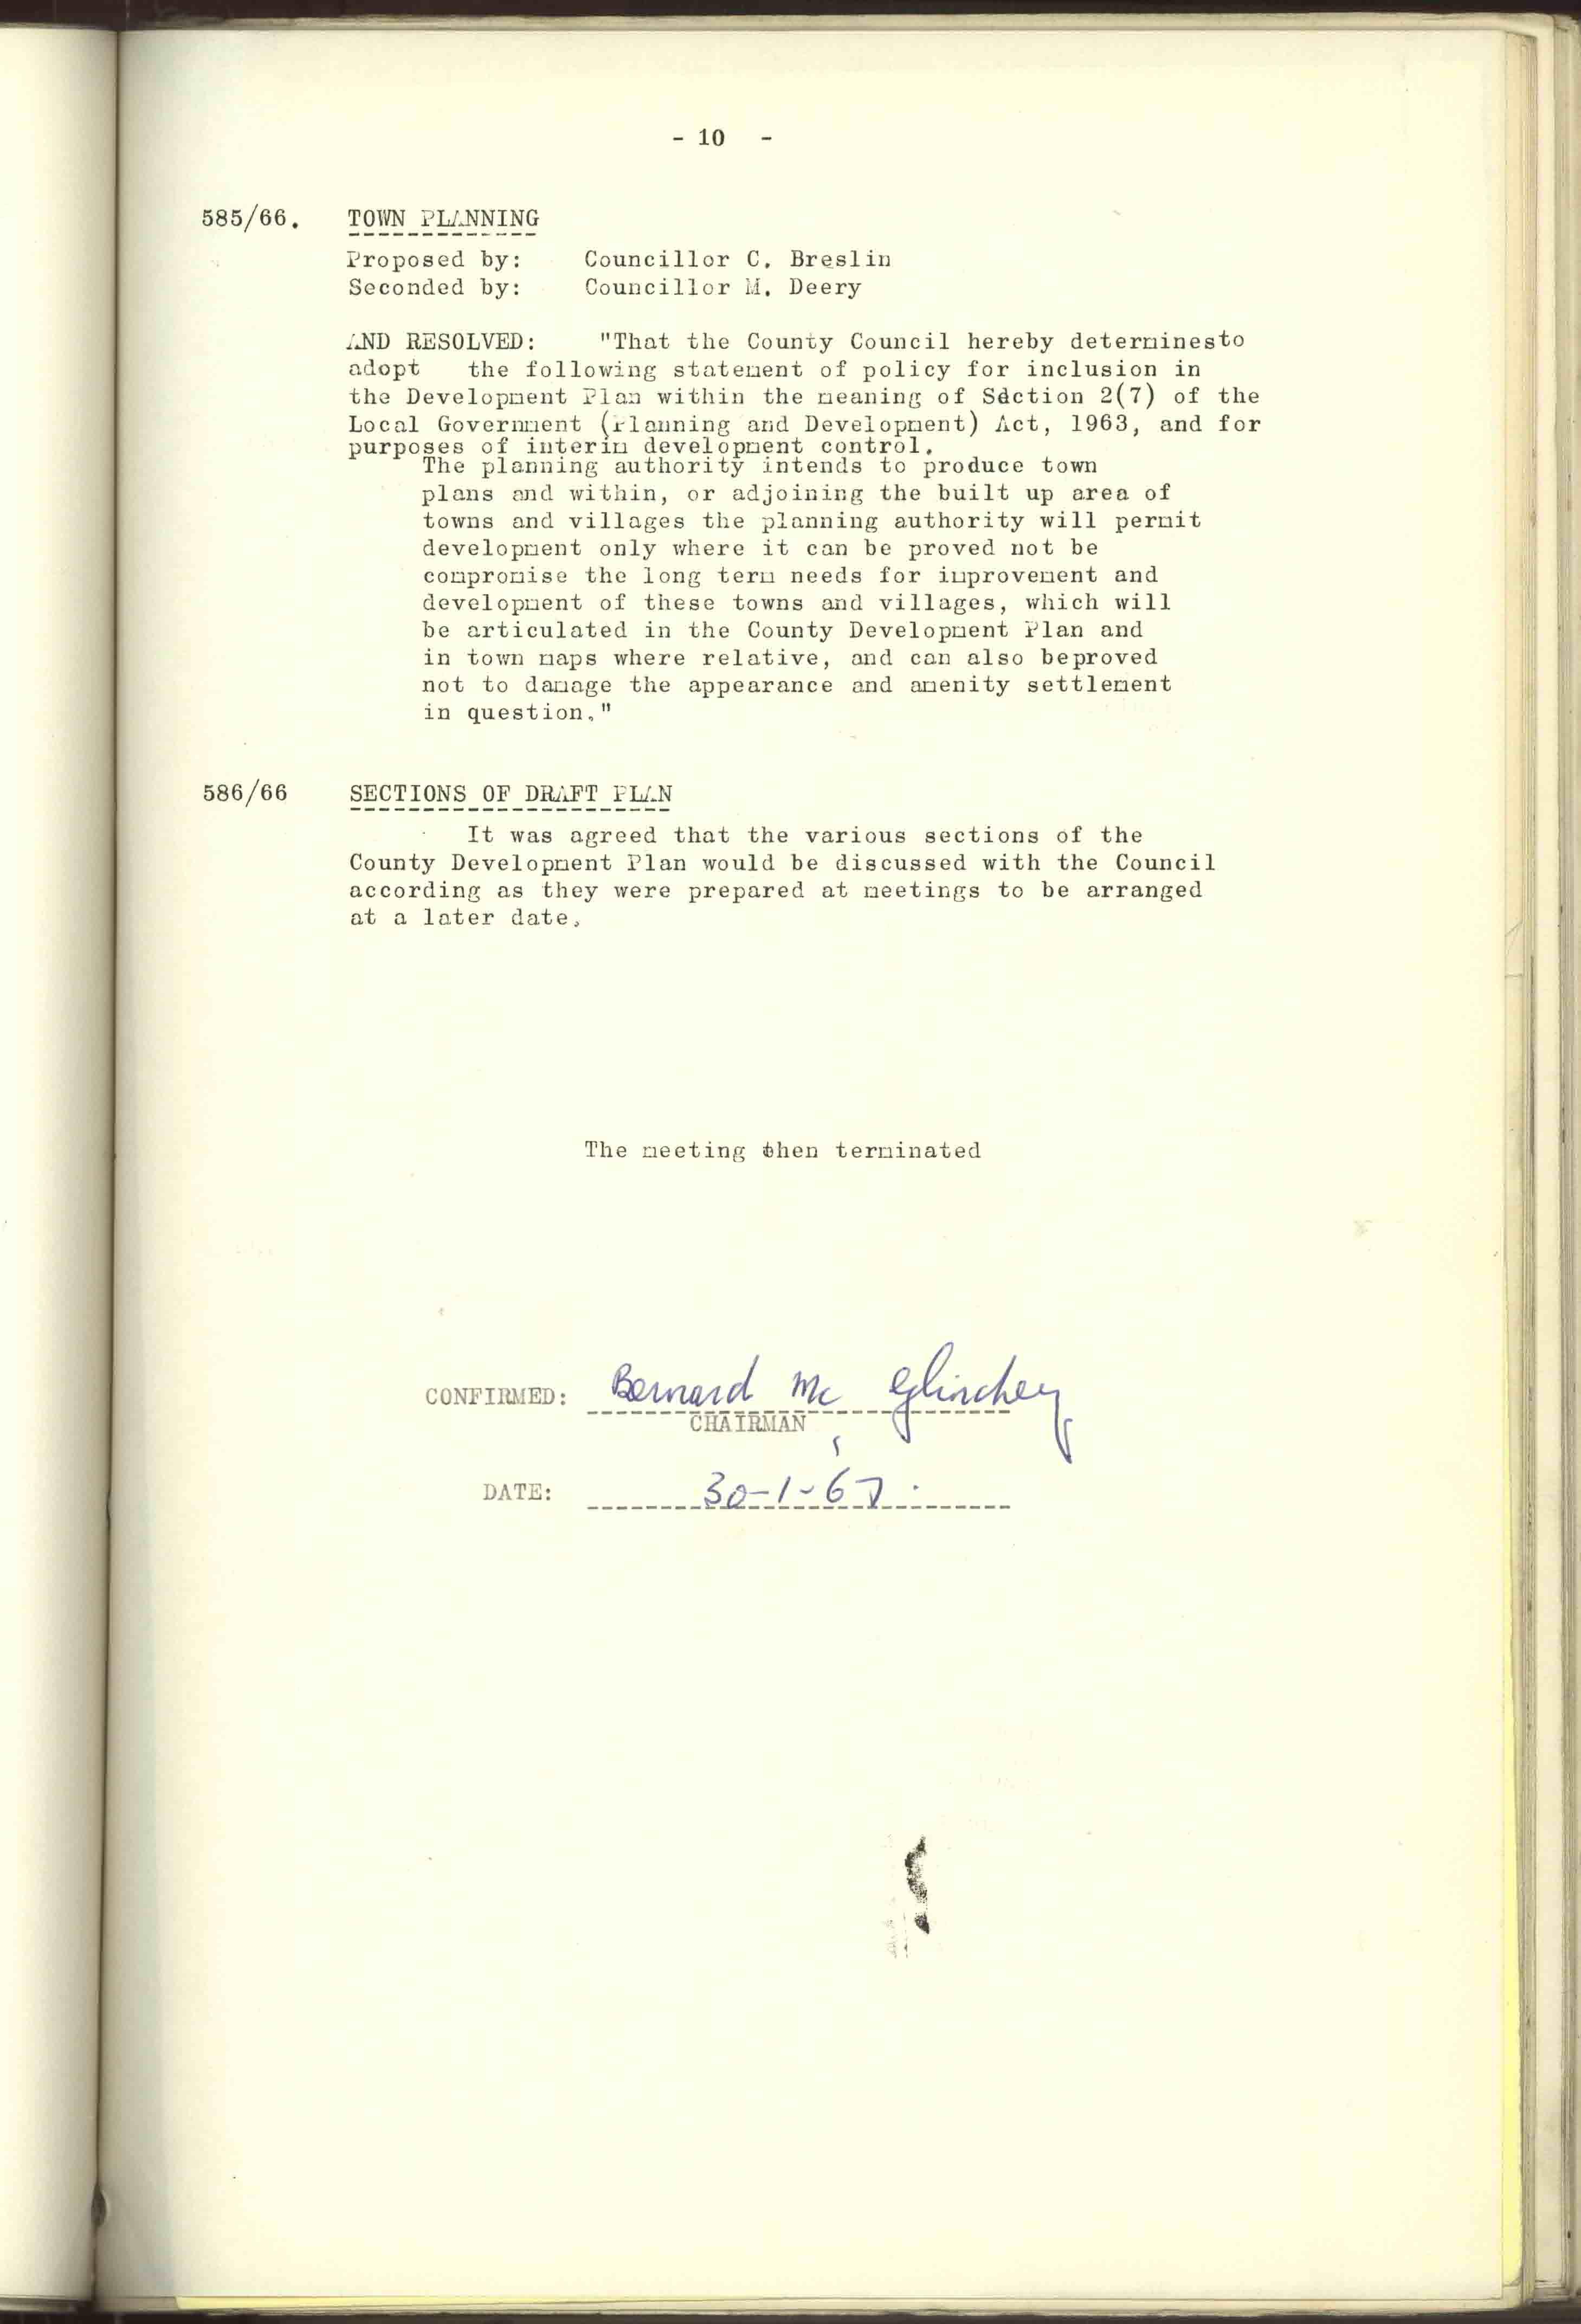 - 10 -
585/66. TOWN PLANNING
Proposed by: Councillor C. Breslin
Seconded by: Councillor M. Deery
AND RESOLVED: "That the County Council hereby determinesto
adopt the following statement of policy for inclusion in
the Development Plan within the meaning of Section 2(7) of the
Local Government (Planning and Development) Act, 1963, and for
purposes of interim development control.
The planning authority intends to produce town
plans and within, or adjoining the built up area of
towns and villages the planning authority will permit
development only where it can be proved not be
compromise the long term needs for improvement and
development of these towns and villages, which will
be articulated in the County Development Plan and
in town maps where relative, and can also beproved
not to damage the appearance and amenity settlement
in question."
586/66 SECTIONS OF DRAFT PLAN
It was agreed that the various sections of the
County Development Plan would be discussed with the Council
according as they were prepared at meetings to be arranged
at a later date.
The meeting then terminated
CONFIRMED: Bernard Mc Glinchey
CHAIRMAN
DATE: 30-1-67.